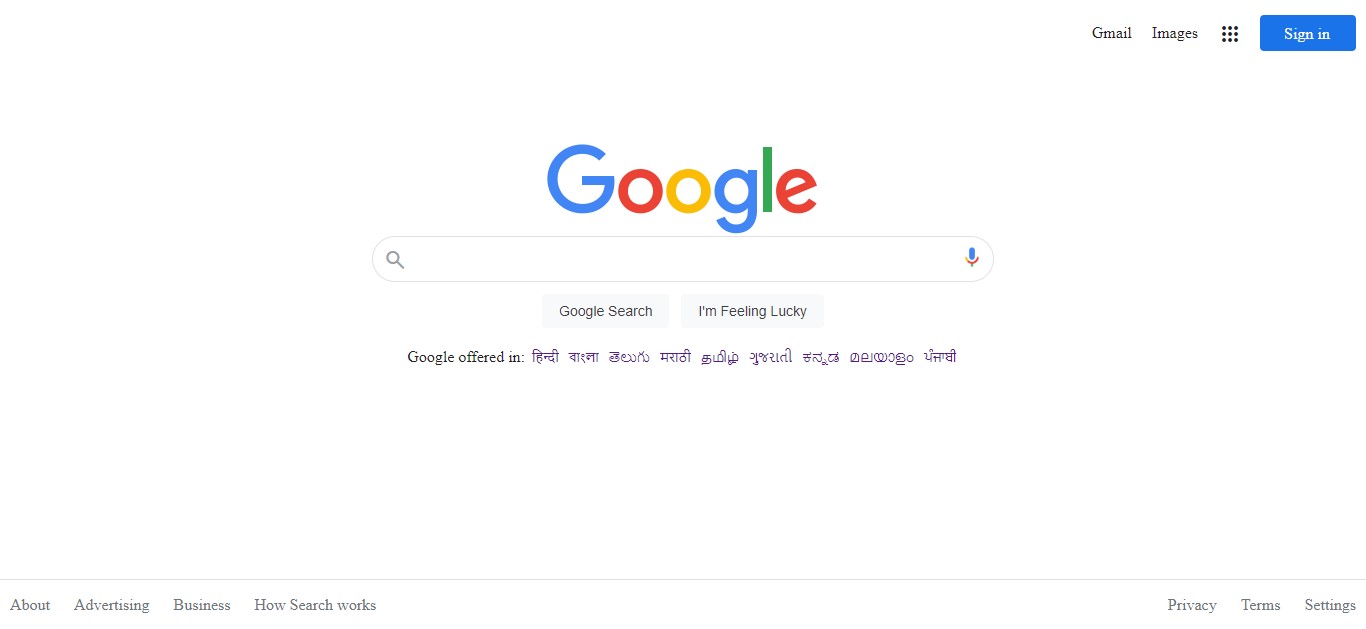 Gmail Images Sign in
Google
Google Search I'm Feeling Lucky
Google offered in: हिन्दी বাংলা తెలుగు मराठी தமிழ் ગુજરાતી ಕನ್ನಡ മലയാളം ਪੰਜਾਬੀ
About Advertising Business How Search works Privacy Terms Settings